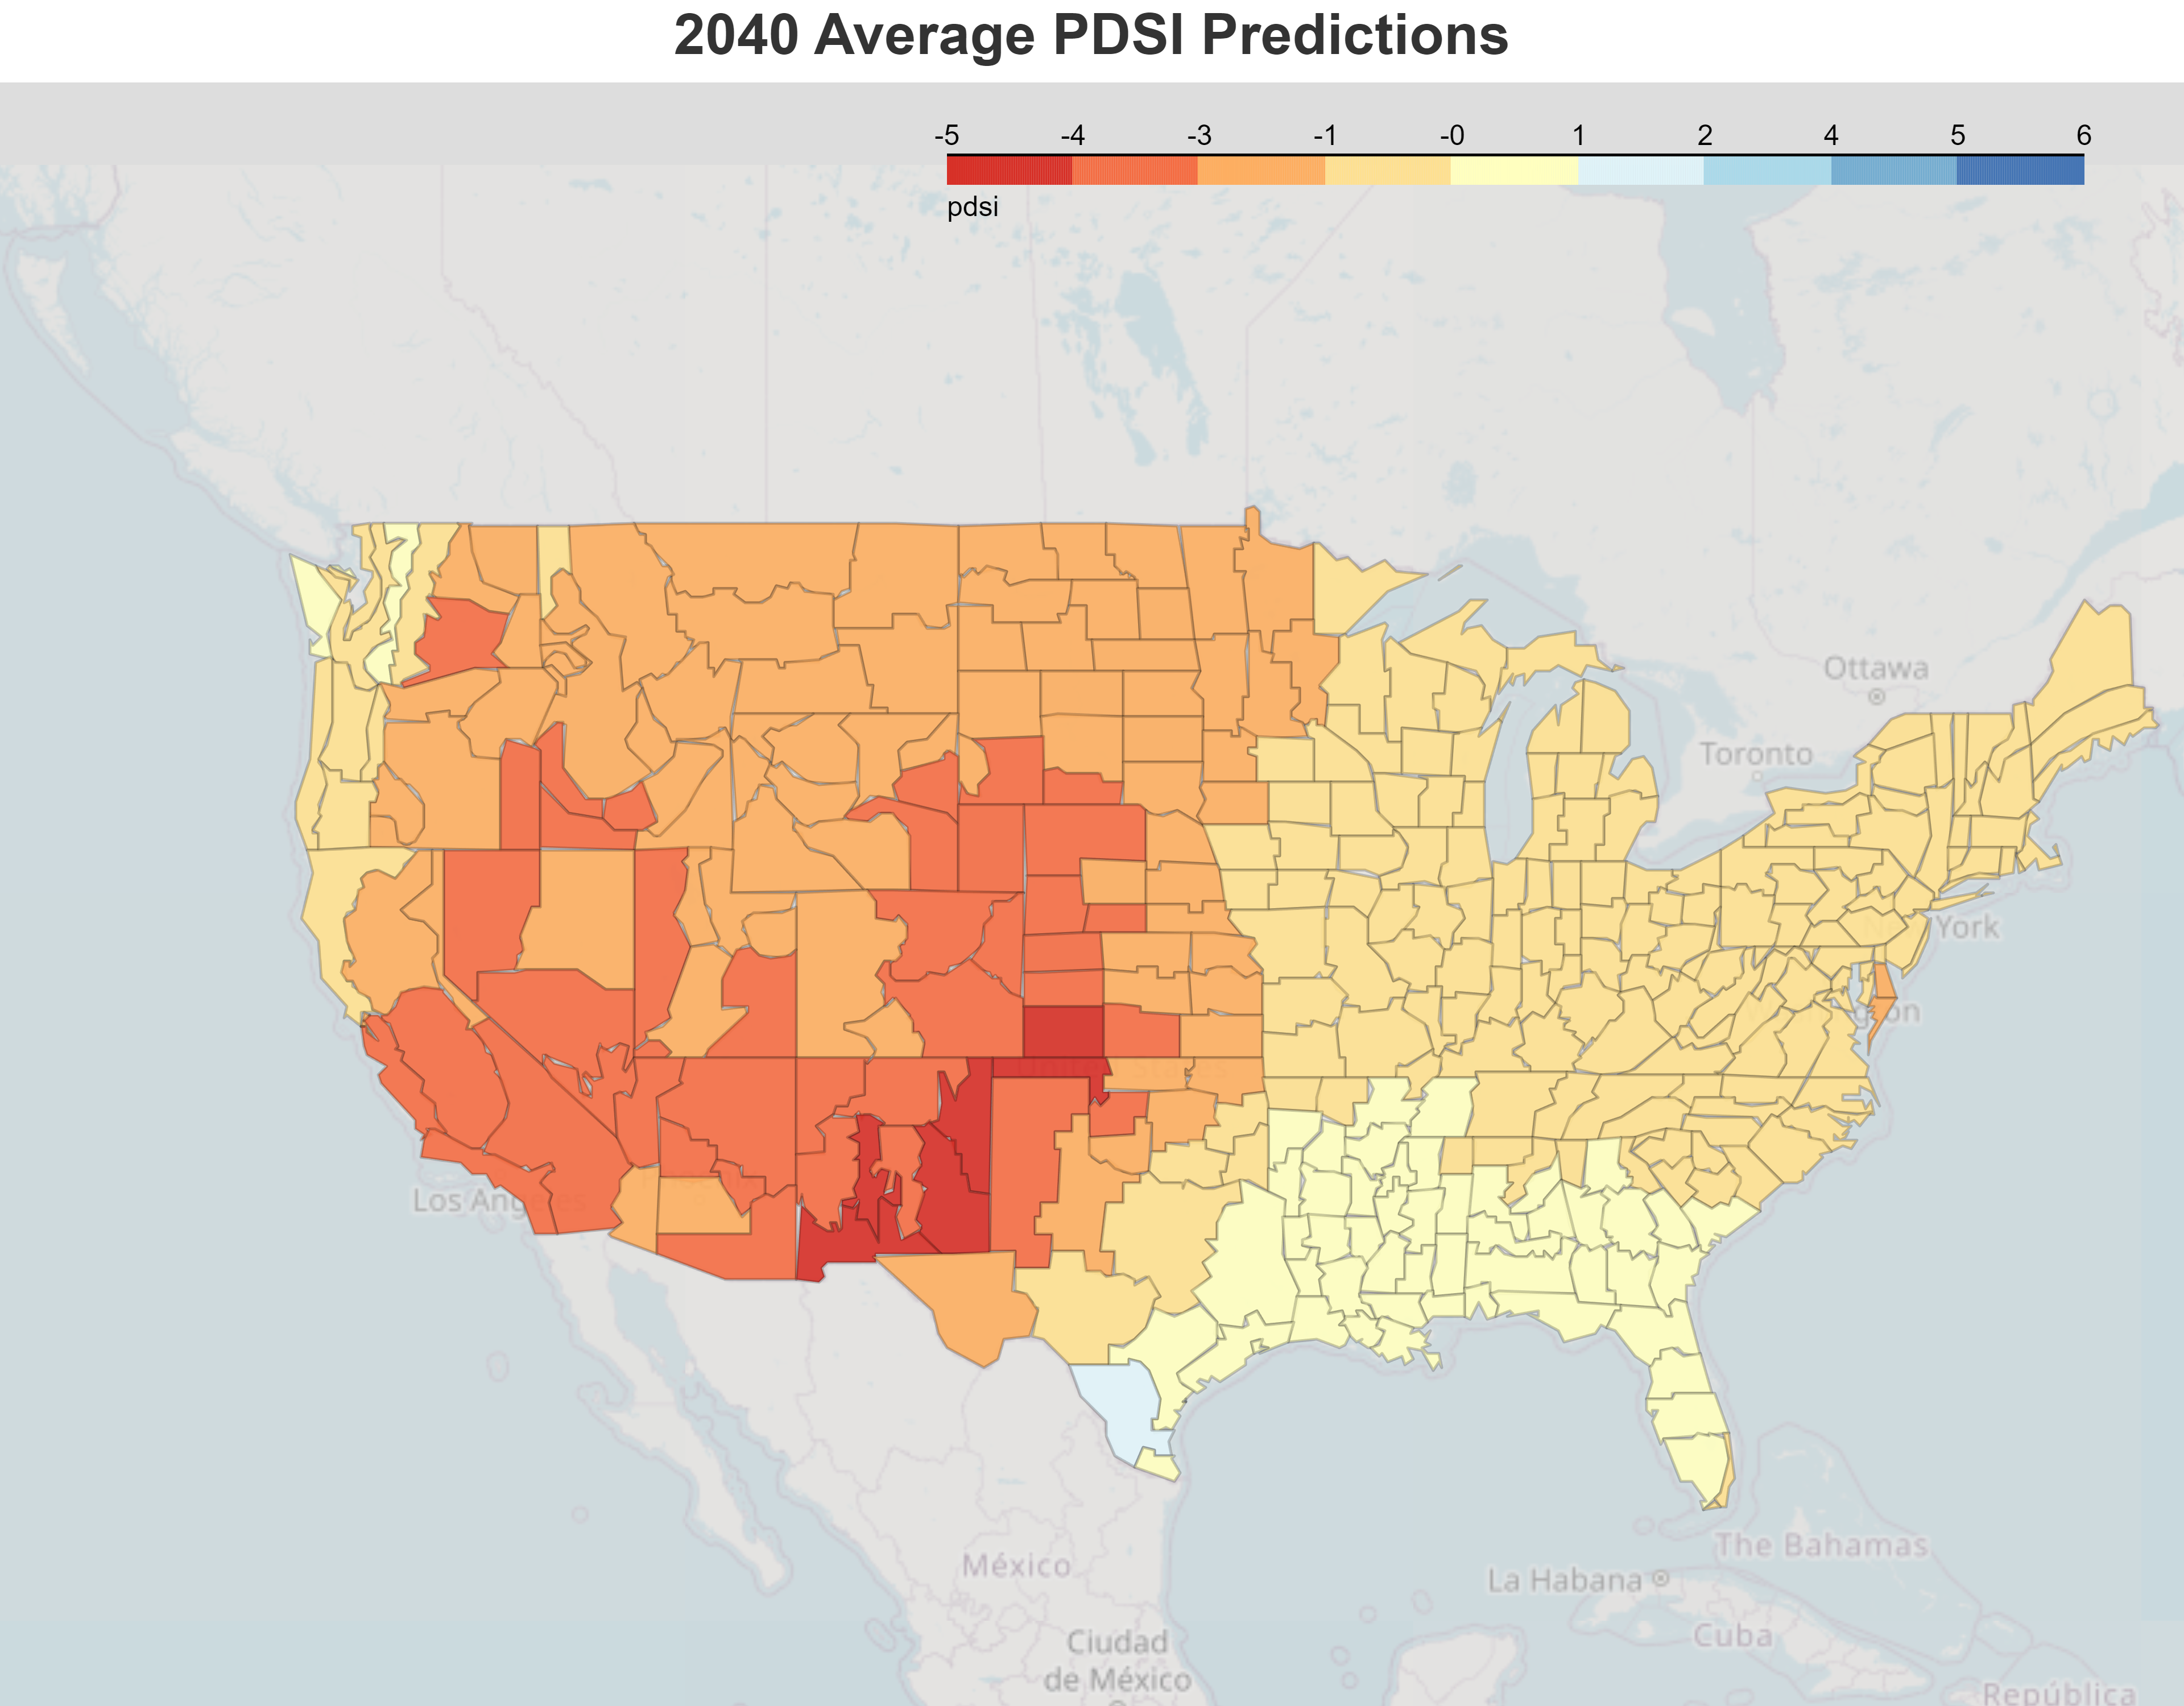 2040 Average PDSI Predictions
-5 -4 -3 -1 -0 1 2 4 5 6
pdsi
Ottawa
Toronto
York
Los Angeles
México
The Bahamas
La Habana
Cuba
Ciudad
de México
República